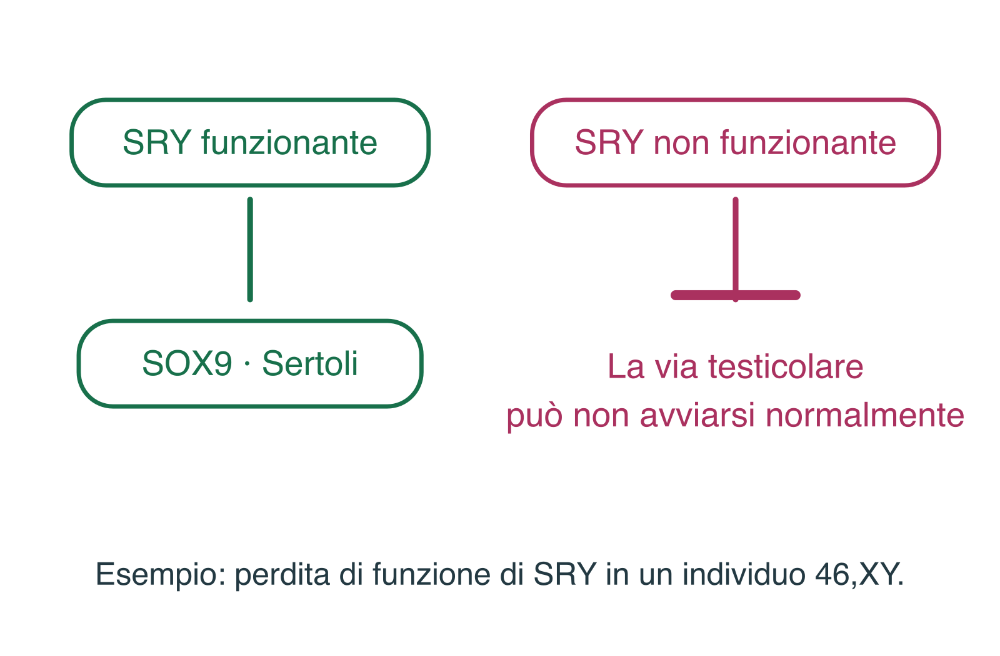 SRY funzionante
SRY non funzionante
SOX9 · Sertoli
La via testicolare
può non avviarsi normalmente
Esempio: perdita di funzione di SRY in un individuo 46,XY.